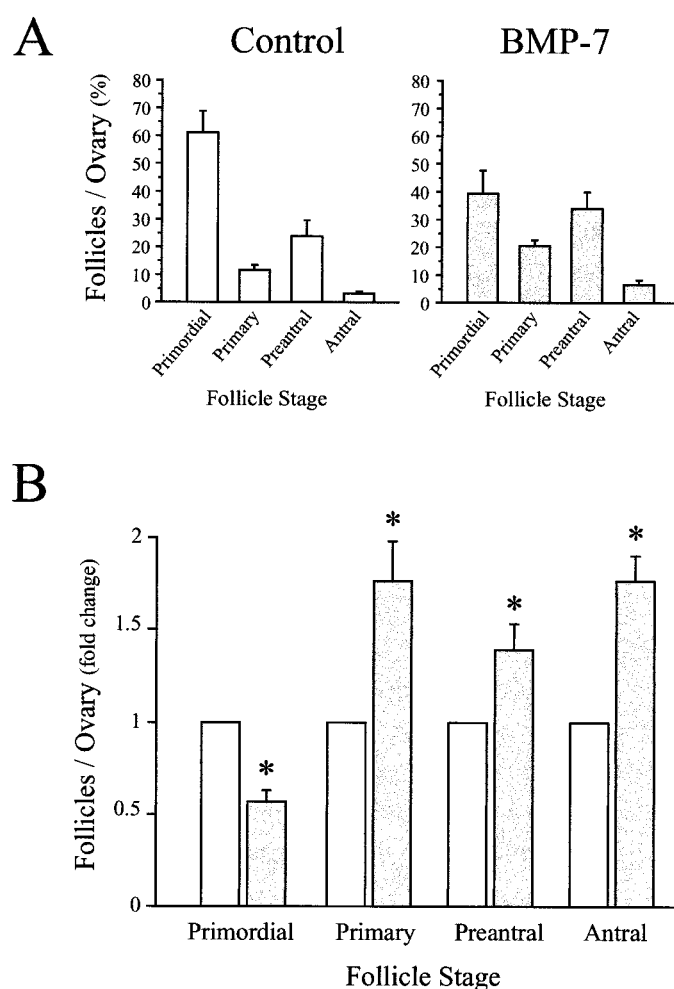 A
Control
BMP-7
Follicles / Ovary (%)
80
70
60
50
40
30
20
10
0
Primordial
Primary
Preantral
Antral
Follicle Stage
80
70
60
50
40
30
20
10
0
Primordial
Primary
Preantral
Antral
Follicle Stage
B
Follicles / Ovary (fold change)
2
1.5
1
0.5
0
*
*
*
*
Primordial
Primary
Preantral
Antral
Follicle Stage